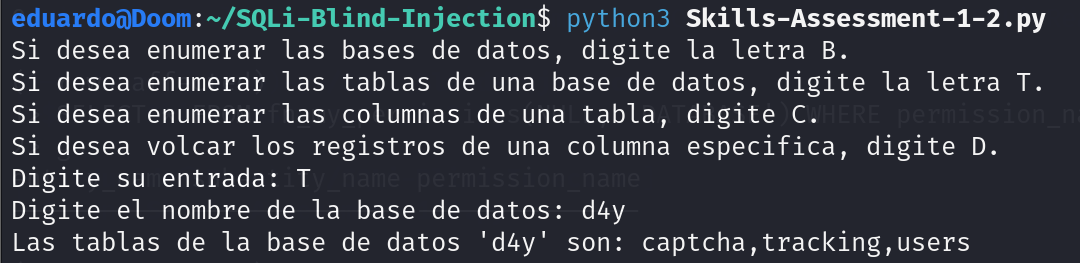 eduardo@Doom:~/SQLi-Blind-Injection$ python3 Skills-Assessment-1-2.py
Si desea enumerar las bases de datos, digite la letra B.
Si desea enumerar las tablas de una base de datos, digite la letra T.
Si desea enumerar las columnas de una tabla, digite C.
Si desea volcar los registros de una columna especifica, digite D.
Digite su entrada: T
Digite el nombre de la base de datos: d4y
Las tablas de la base de datos 'd4y' son: captcha,tracking,users